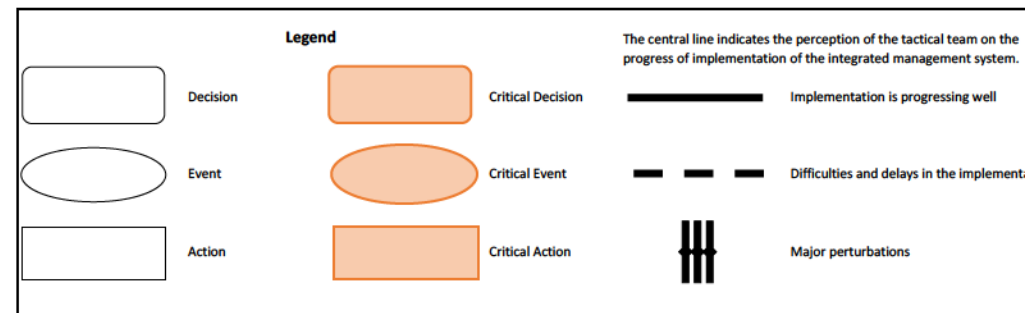 Legend
The central line indicates the perception of the tactical team on the
progress of implementation of the integrated management system.
Decision
Critical Decision
Implementation is progressing well
Event
Critical Event
Difficulties and delays in the
Action
Critical Action
Major perturbations